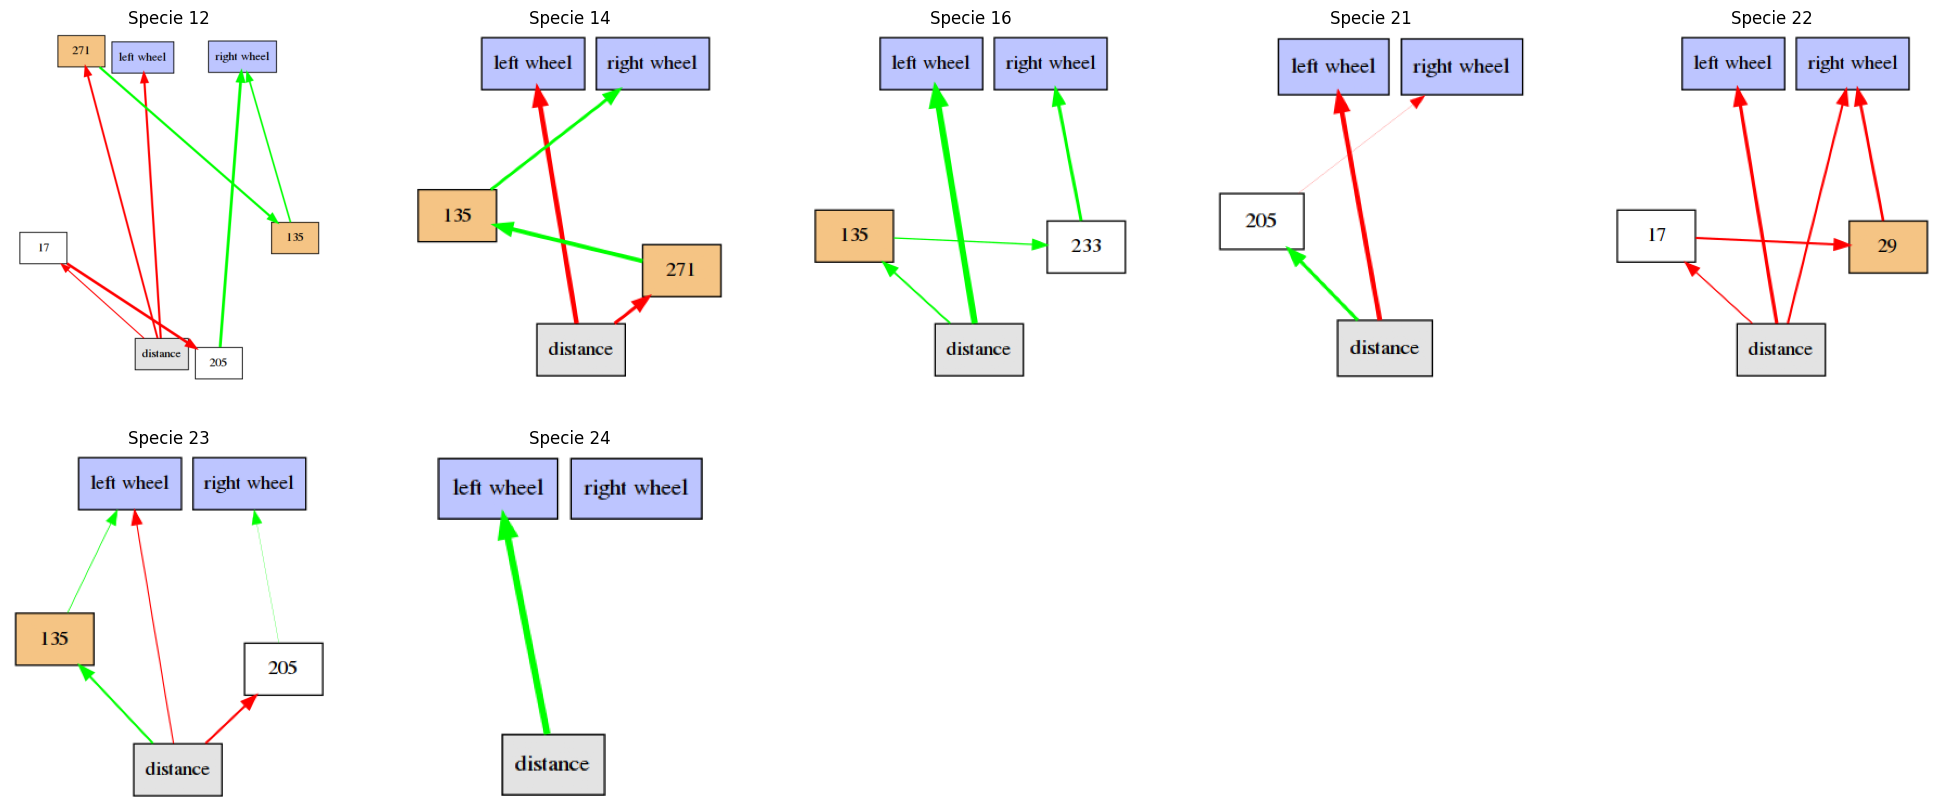 Specie 12
271
left wheel
right wheel
17
135
distance
205
Specie 14
left wheel
right wheel
135
271
distance
Specie 16
left wheel
right wheel
135
233
distance
Specie 21
left wheel
right wheel
205
distance
Specie 22
left wheel
right wheel
17
29
distance
Specie 23
left wheel
right wheel
135
205
distance
Specie 24
left wheel
right wheel
distance